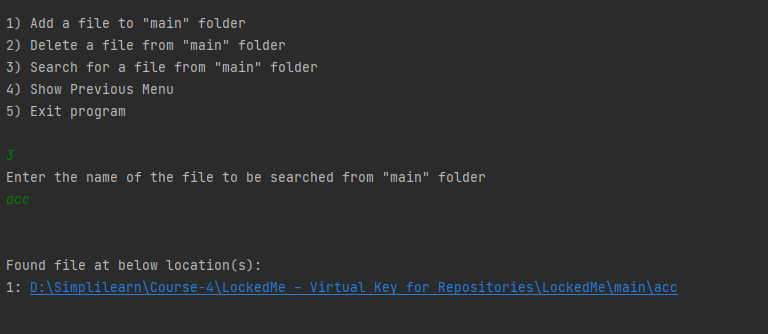 1) Add a file to "main" folder
2) Delete a file from "main" folder
3) Search for a file from "main" folder
4) Show Previous Menu
5) Exit program
3
Enter the name of the file to be searched from "main" folder
acc
Found file at below location(s):
1: D:\Simplilearn\Course-4\LockedMe – Virtual Key for Repositories\LockedMe\main\acc